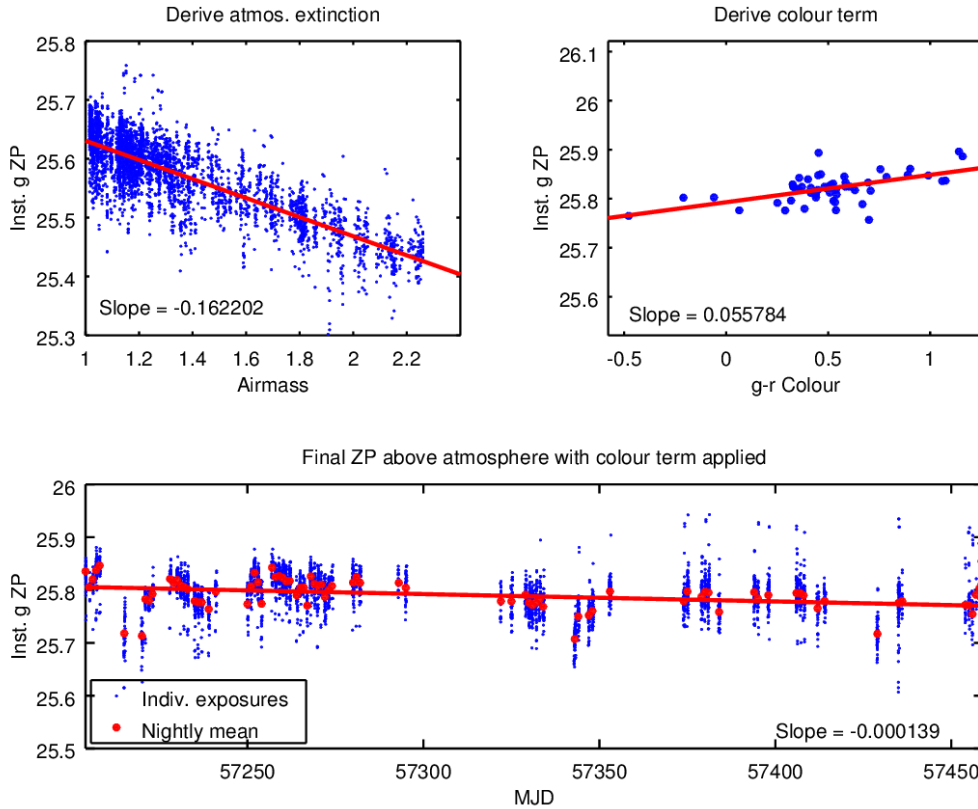 Derive atmos. extinction
25.8
25.7
25.6
25.5
25.4
25.3
Inst. g ZP
Slope = -0.162202
1 1.2 1.4 1.6 1.8 2 2.2
Airmass
Derive colour term
26.1
26
25.9
25.8
25.7
25.6
Inst. g ZP
Slope = 0.055784
-0.5 0 0.5 1
g-r Colour
Final ZP above atmosphere with colour term applied
26
25.9
25.8
25.7
25.6
25.5
Inst. g ZP
Indiv. exposures
Nightly mean
Slope = -0.000139
57250 57300 57350 57400 57450
MJD